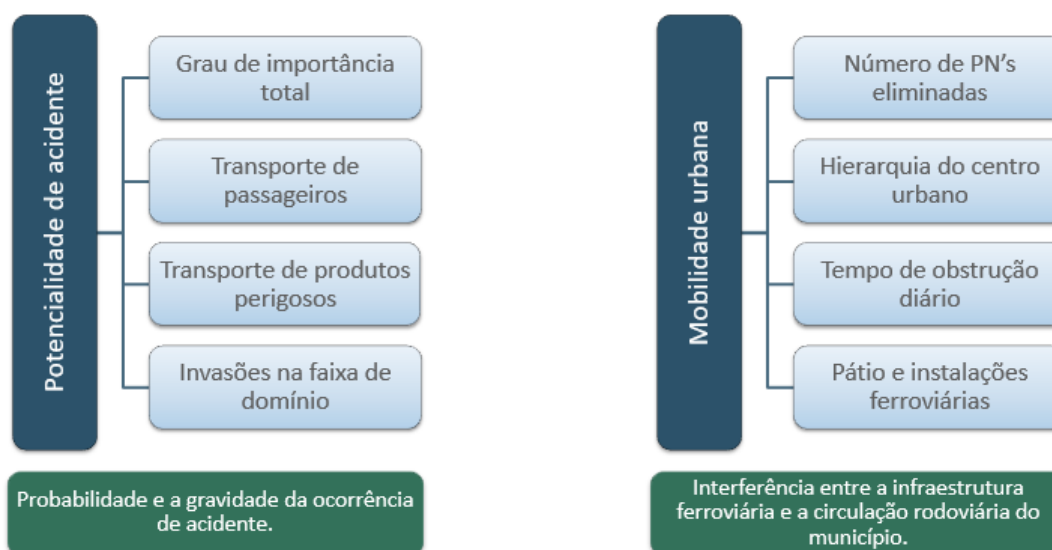 Potencialidade de acidente
Grau de importância
total
Transporte de
passageiros
Transporte de produtos
perigosos
Invasões na faixa de
domínio
Probabilidade e a gravidade da ocorrência
de acidente.
Mobilidade urbana
Número de PN’s
eliminadas
Hierarquia do centro
urbano
Tempo de obstrução
diário
Pátio e instalações
ferroviárias
Interferência entre a infraestrutura
ferroviária e a circulação rodoviária do
município.